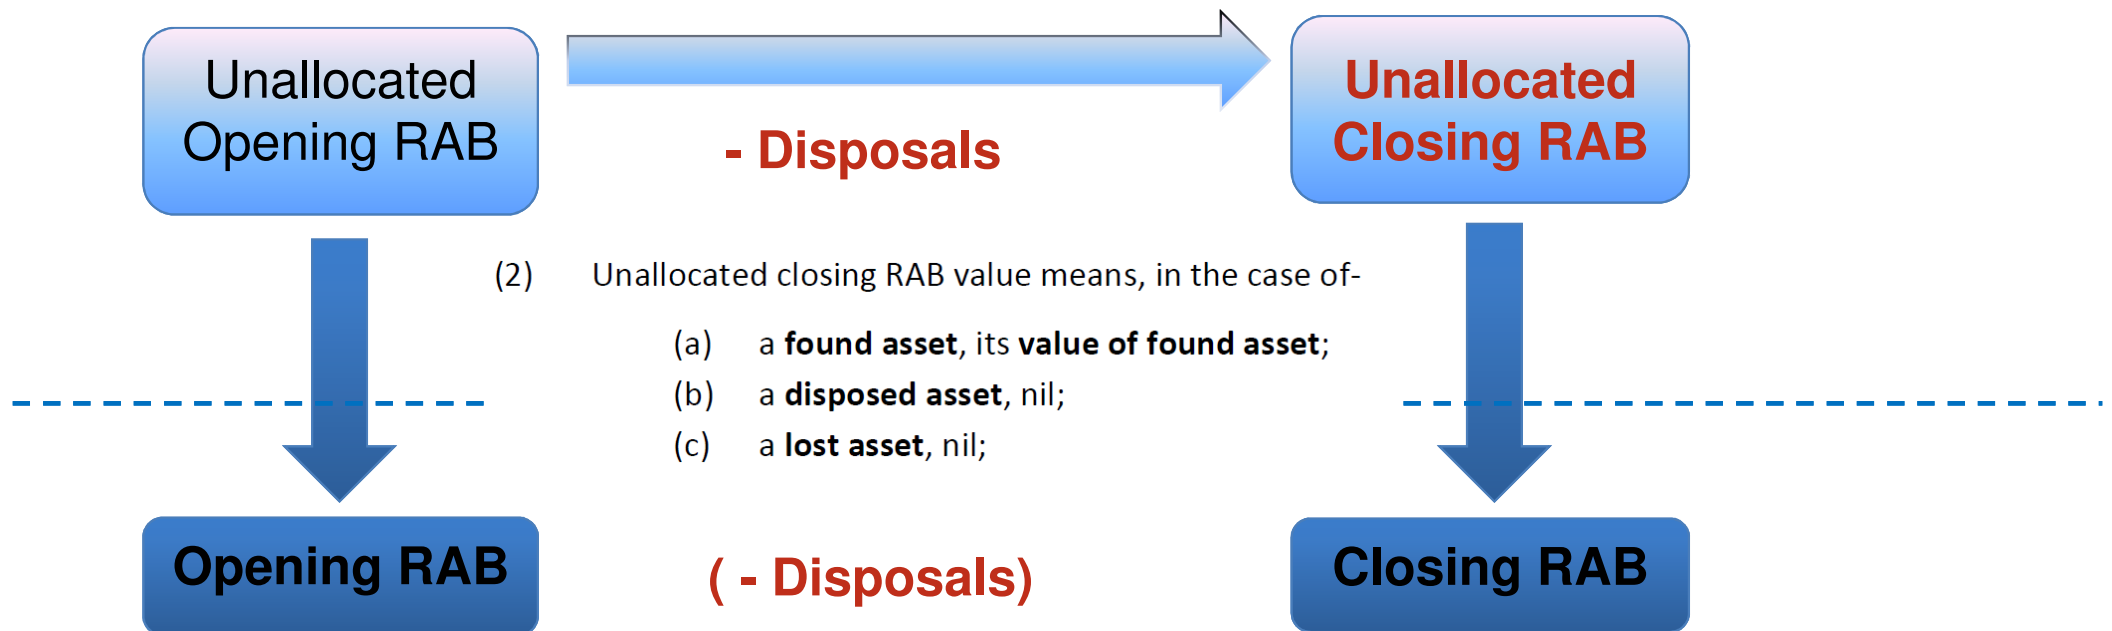 Unallocated
Opening RAB
- Disposals
Unallocated
Closing RAB
(2) Unallocated closing RAB value means, in the case of-
(a) a found asset, its value of found asset;
(b) a disposed asset, nil;
(c) a lost asset, nil;
Opening RAB
( - Disposals)
Closing RAB